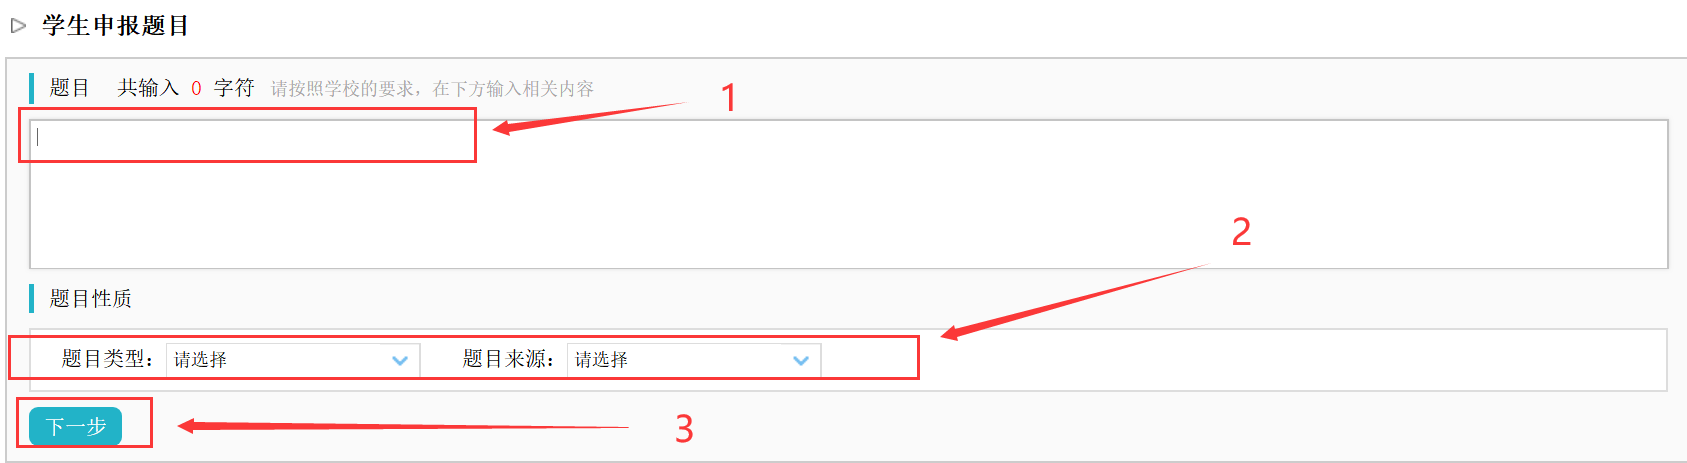 学生申报题目
题目 共输入 0 字符 请按照学校的要求，在下方输入相关内容
1
2
题目性质
题目类型： 请选择 题目来源： 请选择
下一步
3